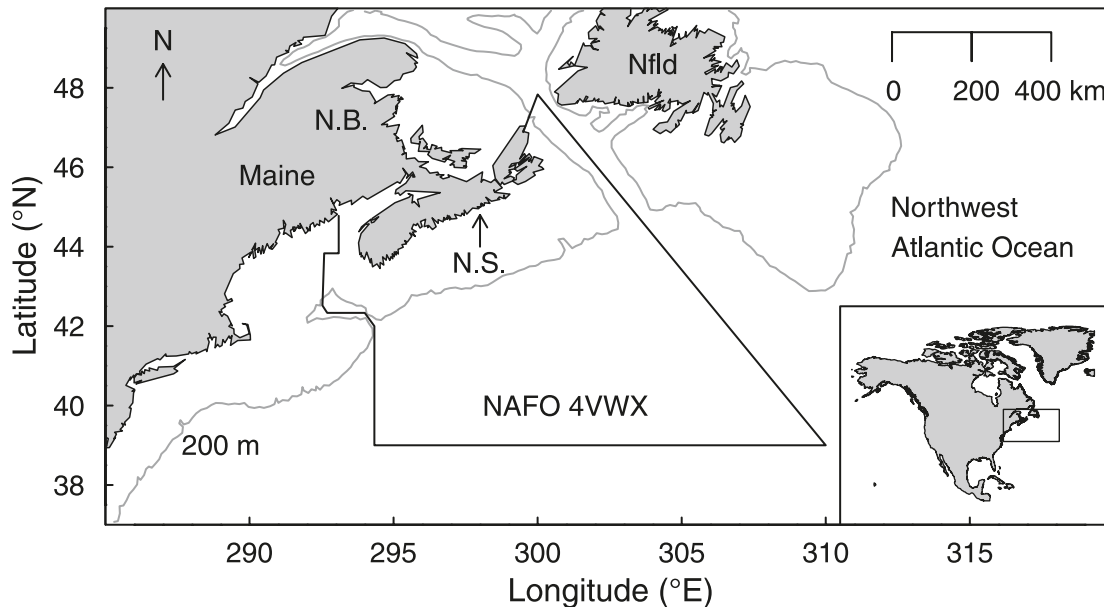 N
Nfld
0 200 400 km
N.B.
Maine
Northwest
Atlantic Ocean
N.S.
NAFO 4VWX
200 m
Latitude (°N)
48
46
44
42
40
38
290 295 300 305 310 315
Longitude (°E)